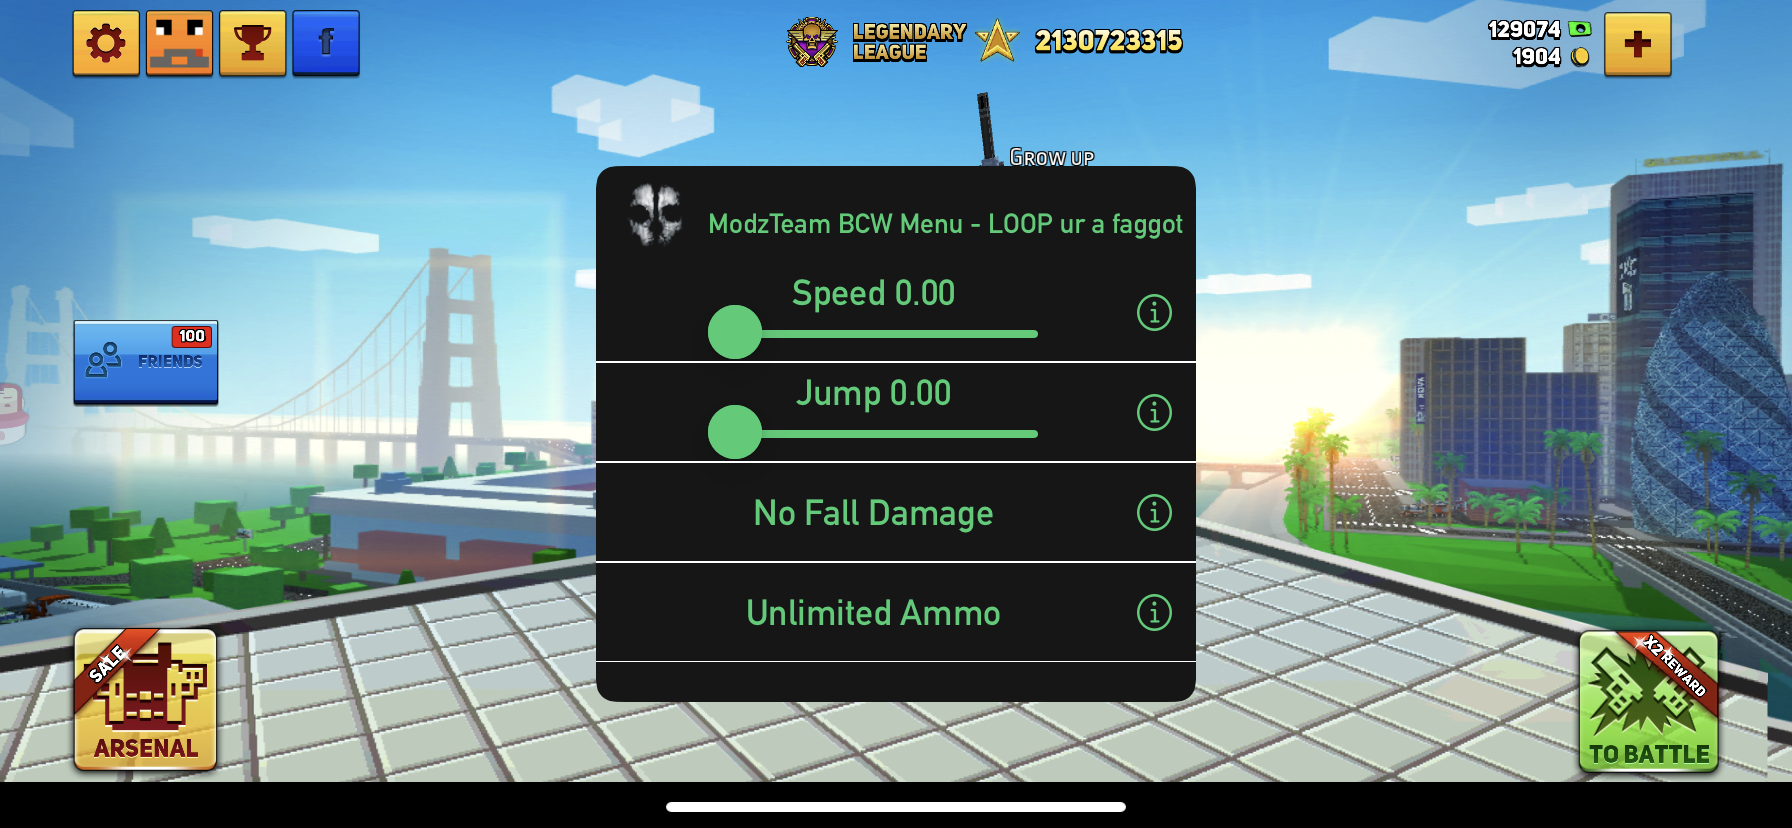 f
LEGENDARY
LEAGUE
2130723315
129074
1904
GROW UP
ModzTeam BCW Menu - LOOP ur a faggot
Speed 0.00
Jump 0.00
No Fall Damage
Unlimited Ammo
100
FRIENDS
SALE
ARSENAL
X2 REWARD
TO BATTLE